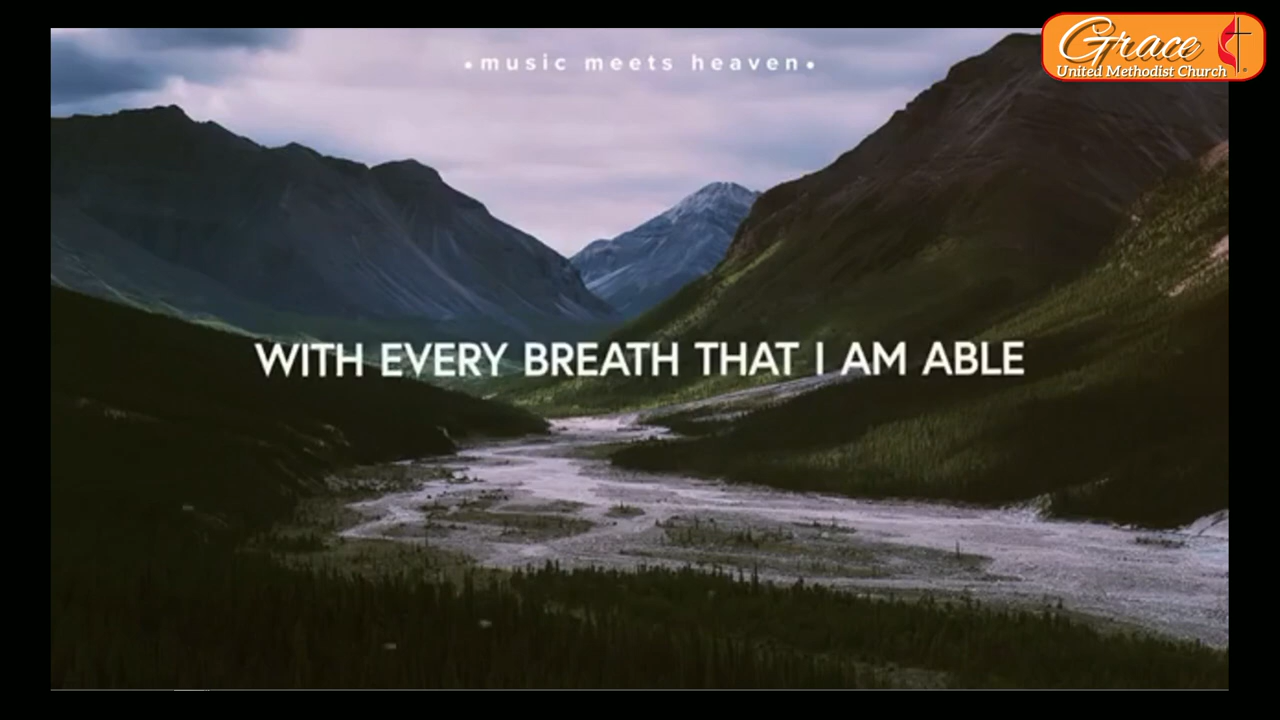 Grace
United Methodist Church
•music meets heaven•
WITH EVERY BREATH THAT I AM ABLE